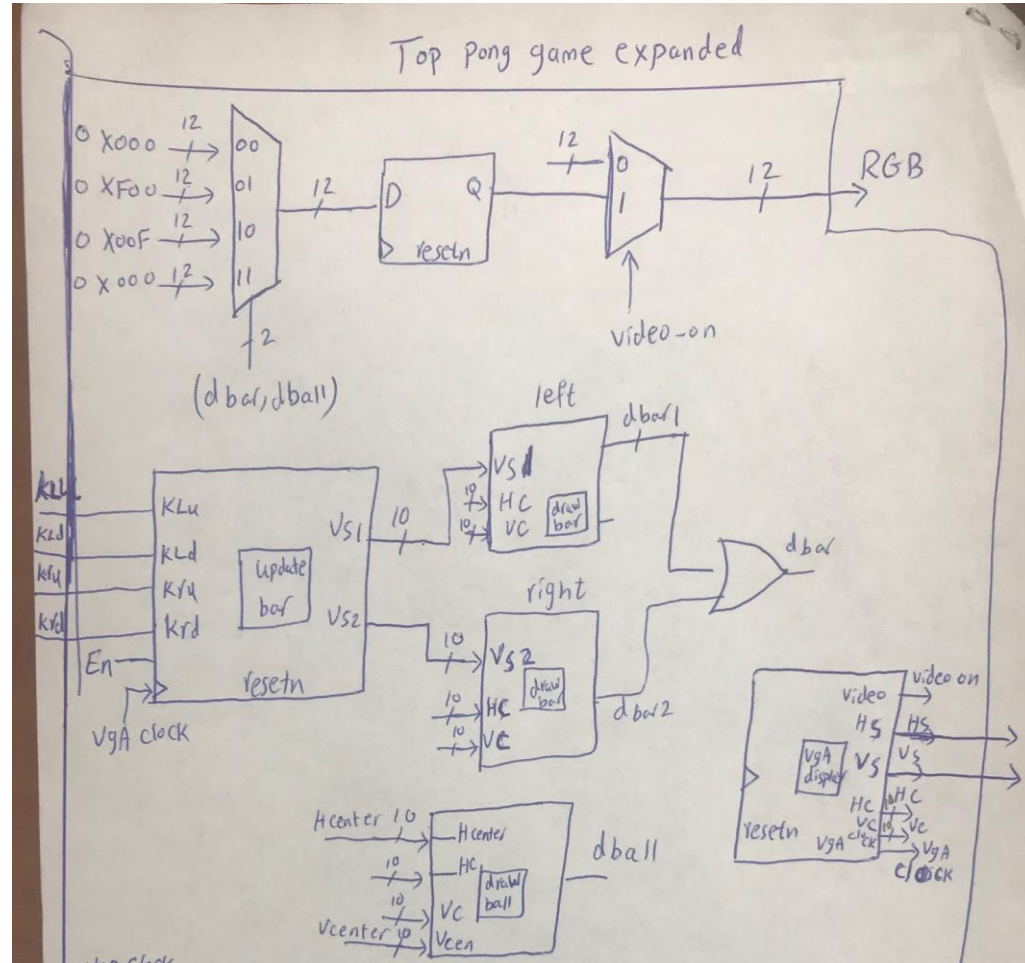 Top pong game expanded
0 X000 12
0 XF00 12
0 X00F 12
0 X000 12
00
01
10
11
2
(dbar, dball)
12
D Q
resetn
12
0
1
video-on
12
RGB
KLu
KLd
Kru
Krd
KLu
KLd
Kru
Krd
En
VgA clock
update
bar
resetn
VS1
VS2
10
left
VS1
10 HC
10 VC
draw
bar
dbar1
right
10 VS2
10 HC
10 VC
draw
bar
dbar2
dbar
Hcenter 10
10
10
Vcenter 10
Hcenter
HC
VC
Vcen
draw
ball
dball
video
HS
VS
HC
VC
VgA clock
VgA
display
resetn
video on
HS
VS
10 HC
10 VC
VgA
clock